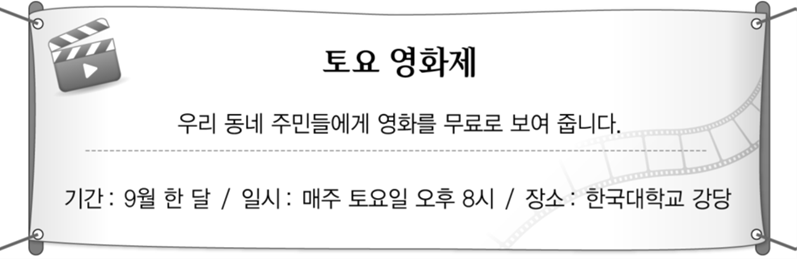 토요 영화제
우리 동네 주민들에게 영화를 무료로 보여 줍니다.
기간 : 9월 한 달 / 일시 : 매주 토요일 오후 8시 / 장소 : 한국대학교 강당